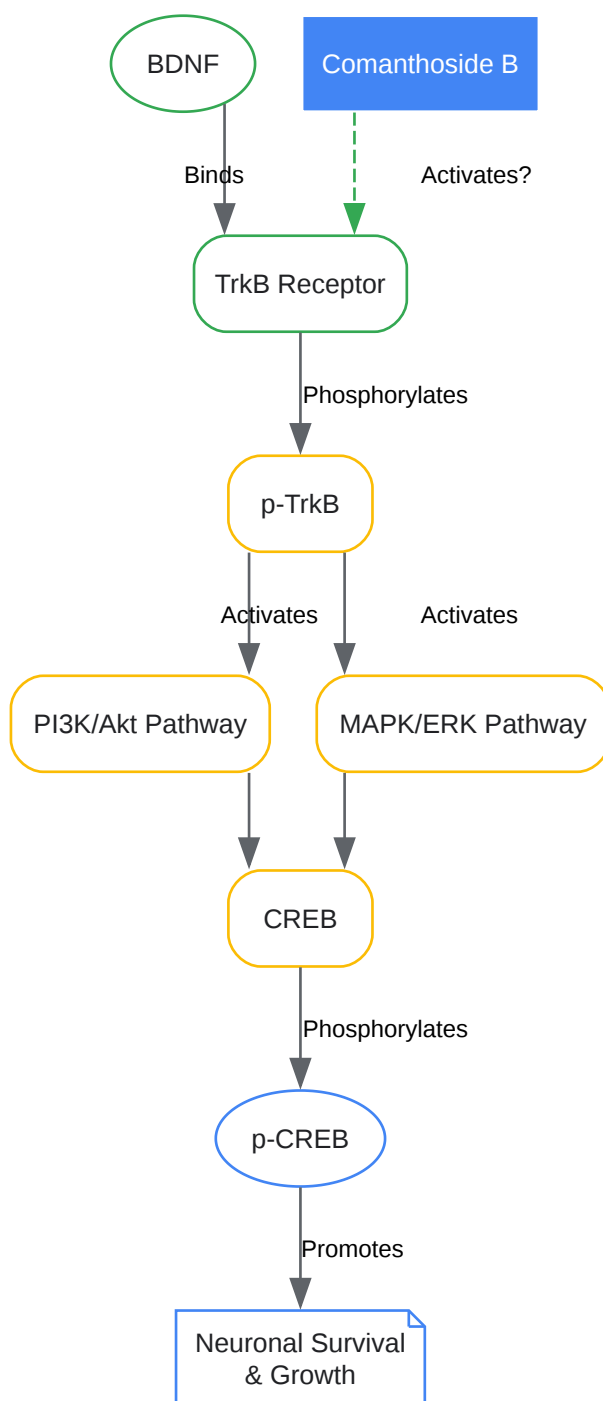 BDNF
Comanthoside B
Binds
Activates?
TrkB Receptor
Phosphorylates
p-TrkB
Activates
Activates
PI3K/Akt Pathway
MAPK/ERK Pathway
CREB
Phosphorylates
p-CREB
Promotes
Neuronal Survival
& Growth